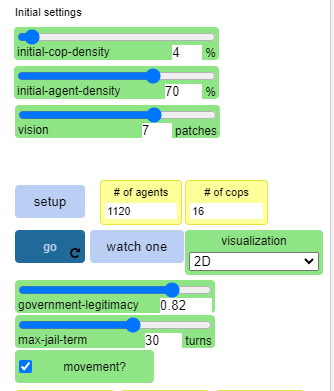 Initial settings
initial-cop-density 4 %
initial-agent-density 70 %
vision 7 patches
setup
# of agents
1120
# of cops
16
go
watch one
visualization
2D
government-legitimacy 0.82
max-jail-term 30 turns
movement?